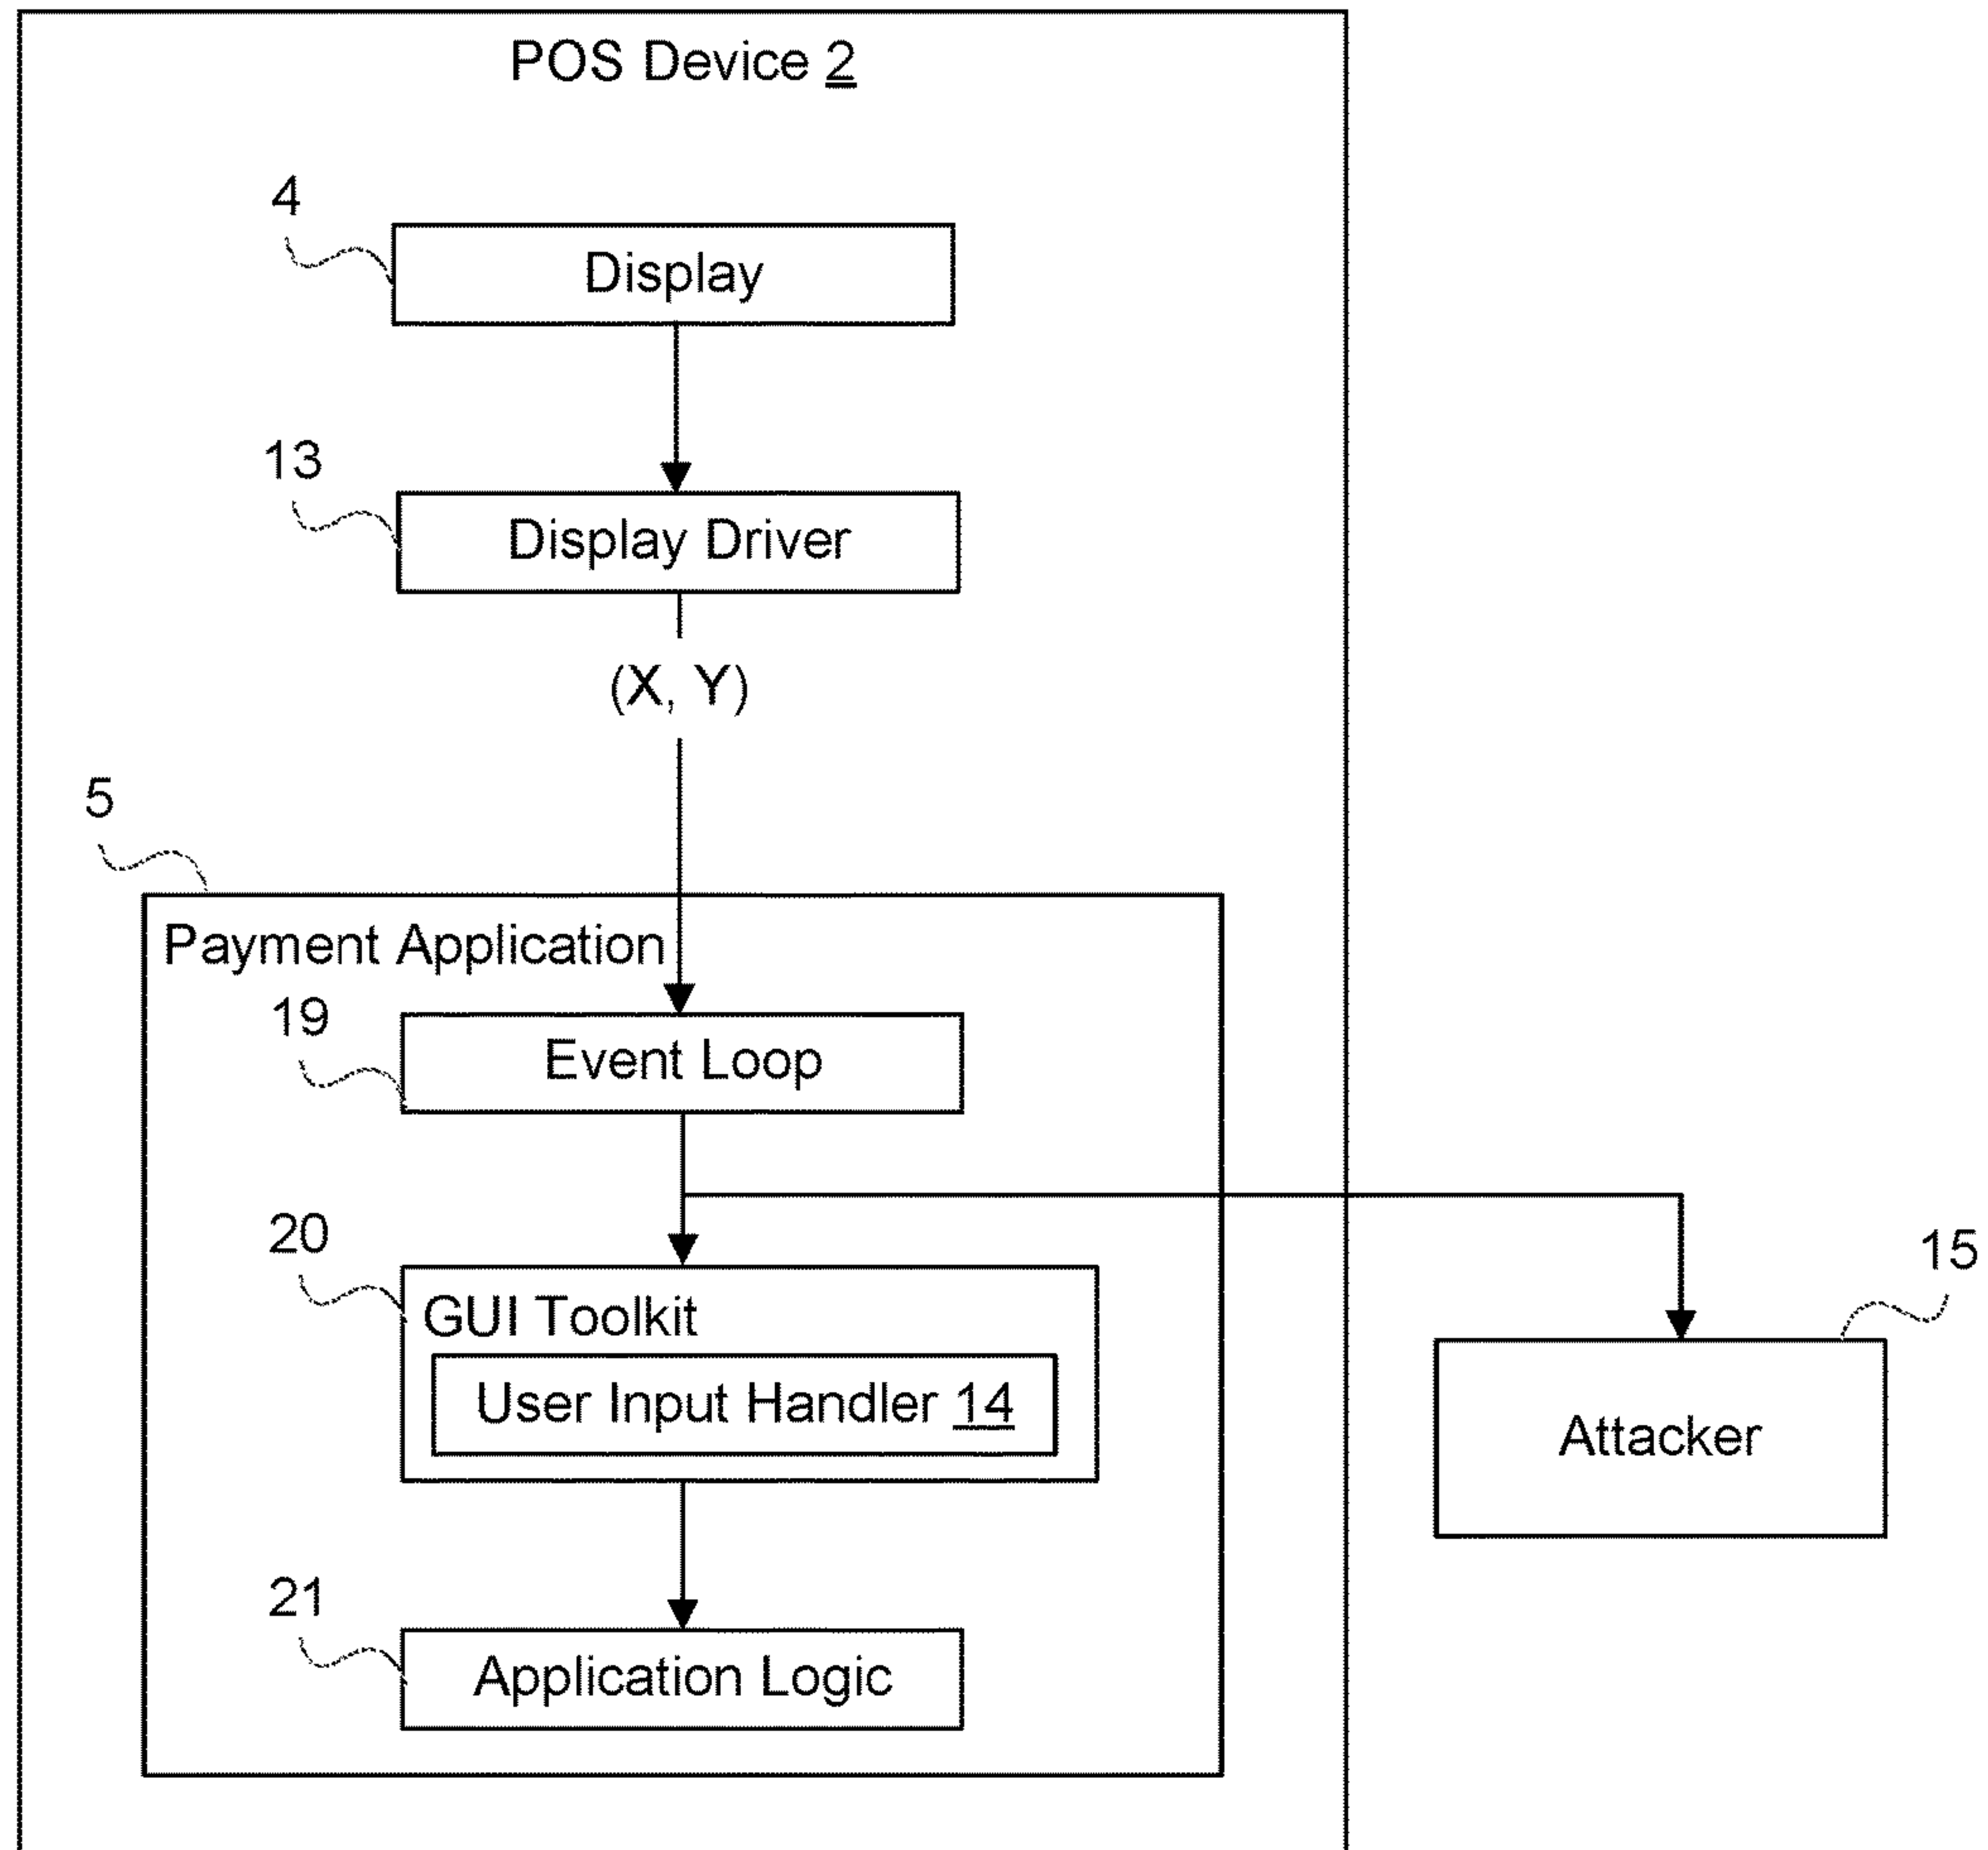 POS Device 2
4
Display
13
Display Driver
(X, Y)
5
Payment Application
19
Event Loop
20
GUI Toolkit
User Input Handler 14
15
Attacker
21
Application Logic